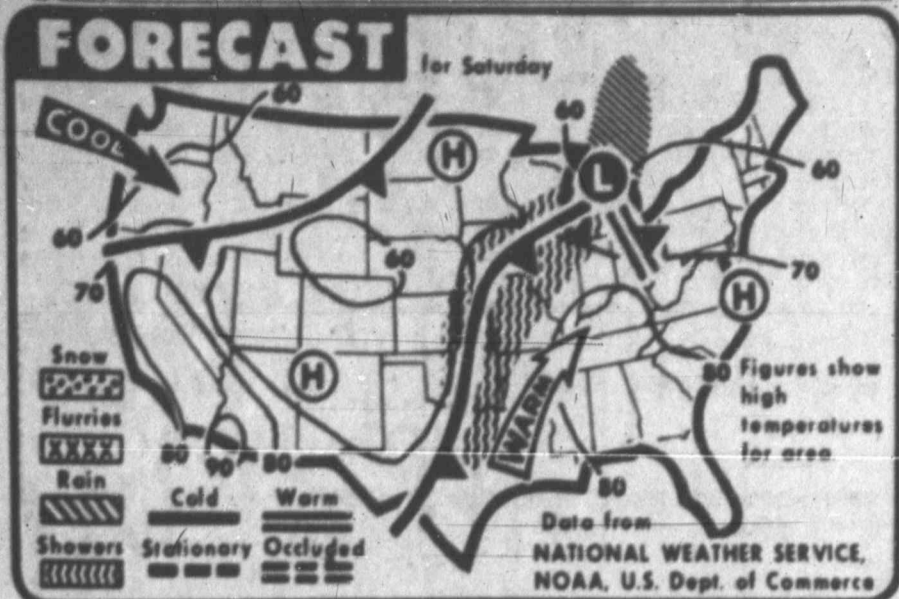 FORECAST
for Saturday
60
COOL
60
60
H
L
60
60
60
70
70
H
H
80
Figures show
high
temperatures
for area
WARM
80
90
80
80
Snow
Flurries
Rain
Showers
Cold
Warm
Stationary
Occluded
Data from
NATIONAL WEATHER SERVICE,
NOAA, U.S. Dept. of Commerce